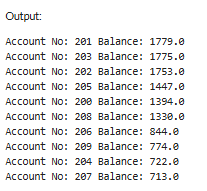 Output:
Account No: 201 Balance: 1779.0
Account No: 203 Balance: 1775.0
Account No: 202 Balance: 1753.0
Account No: 205 Balance: 1447.0
Account No: 200 Balance: 1394.0
Account No: 208 Balance: 1330.0
Account No: 206 Balance: 844.0
Account No: 209 Balance: 774.0
Account No: 204 Balance: 722.0
Account No: 207 Balance: 713.0